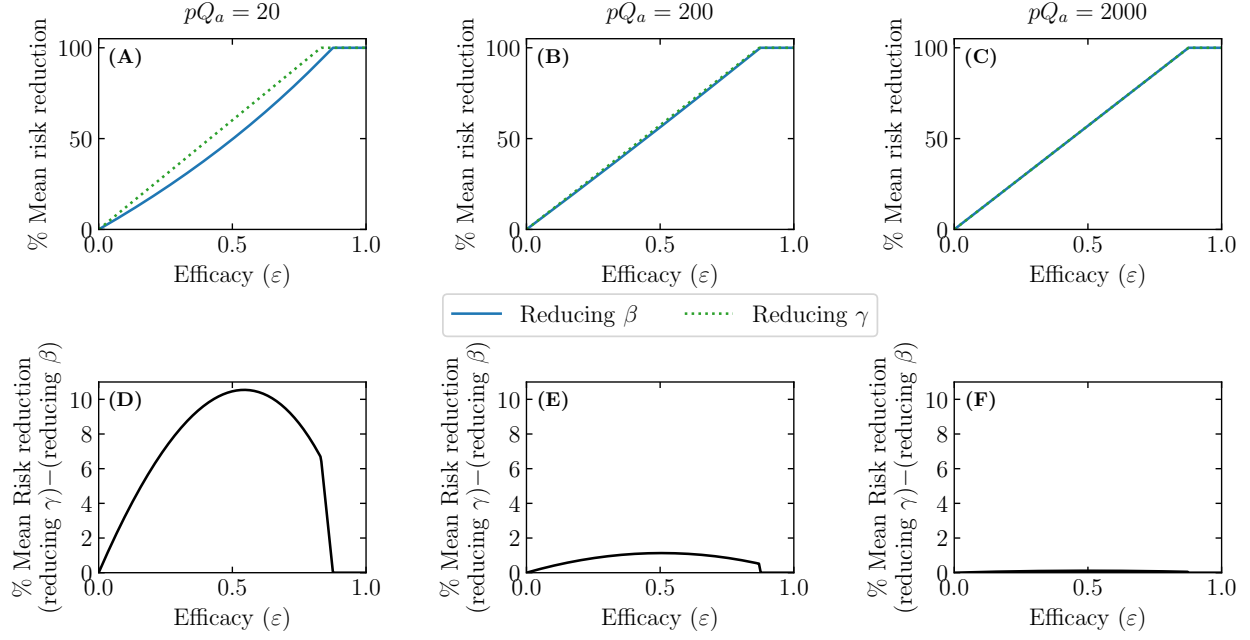 pQₐ = 20
pQₐ = 200
pQₐ = 2000
(A)
% Mean risk reduction
100
50
0
0.0 0.5 1.0
Efficacy (ε)
(B)
% Mean risk reduction
100
50
0
0.0 0.5 1.0
Efficacy (ε)
(C)
% Mean risk reduction
100
50
0
0.0 0.5 1.0
Efficacy (ε)
Reducing β
Reducing γ
(D)
% Mean Risk reduction
(reducing γ)−(reducing β)
10
8
6
4
2
0
0.0 0.5 1.0
Efficacy (ε)
(E)
% Mean Risk reduction
(reducing γ)−(reducing β)
10
8
6
4
2
0
0.0 0.5 1.0
Efficacy (ε)
(F)
% Mean Risk reduction
(reducing γ)−(reducing β)
10
8
6
4
2
0
0.0 0.5 1.0
Efficacy (ε)